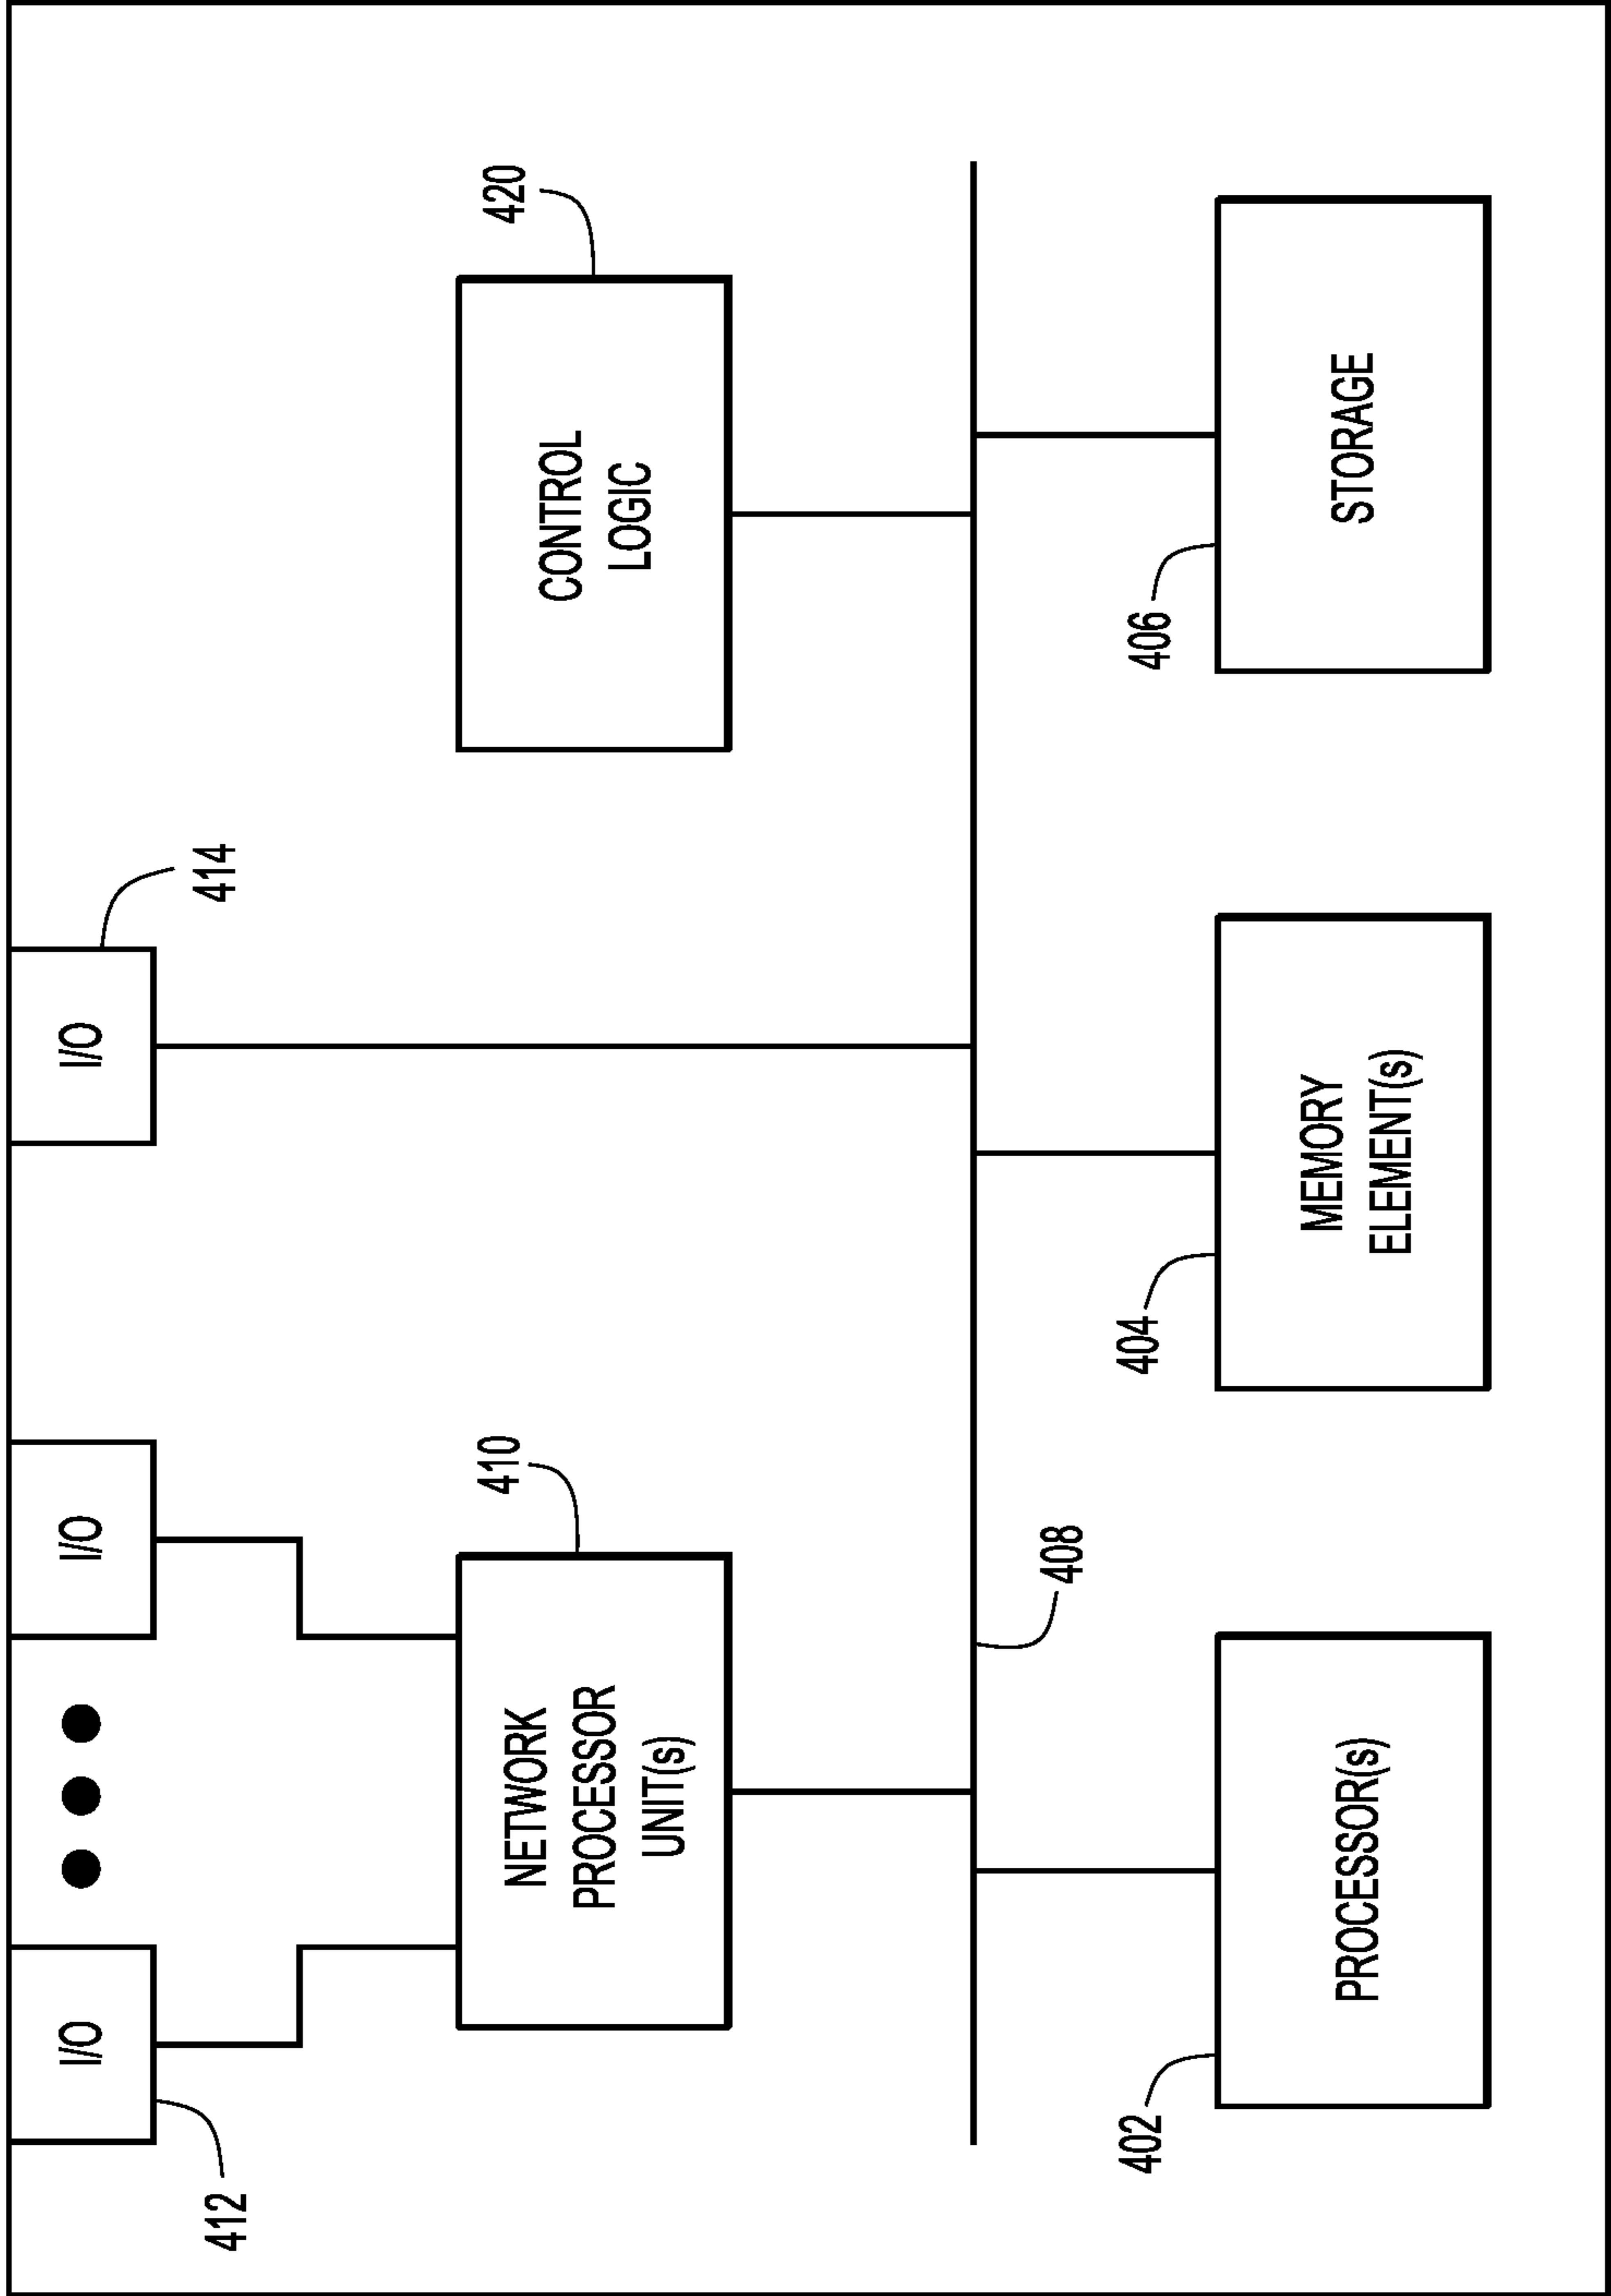 I/O
I/O
I/O
412
414
410
420
NETWORK
PROCESSOR
UNIT(s)
CONTROL
LOGIC
408
402
404
406
PROCESSOR(s)
MEMORY
ELEMENT(s)
STORAGE